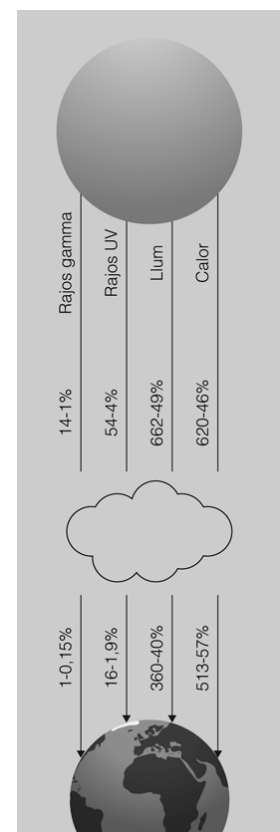 Rajos gamma
Rajos UV
Llum
Calor
14-1%
54-4%
662-49%
620-46%
1-0,15%
16-1,9%
360-40%
513-57%